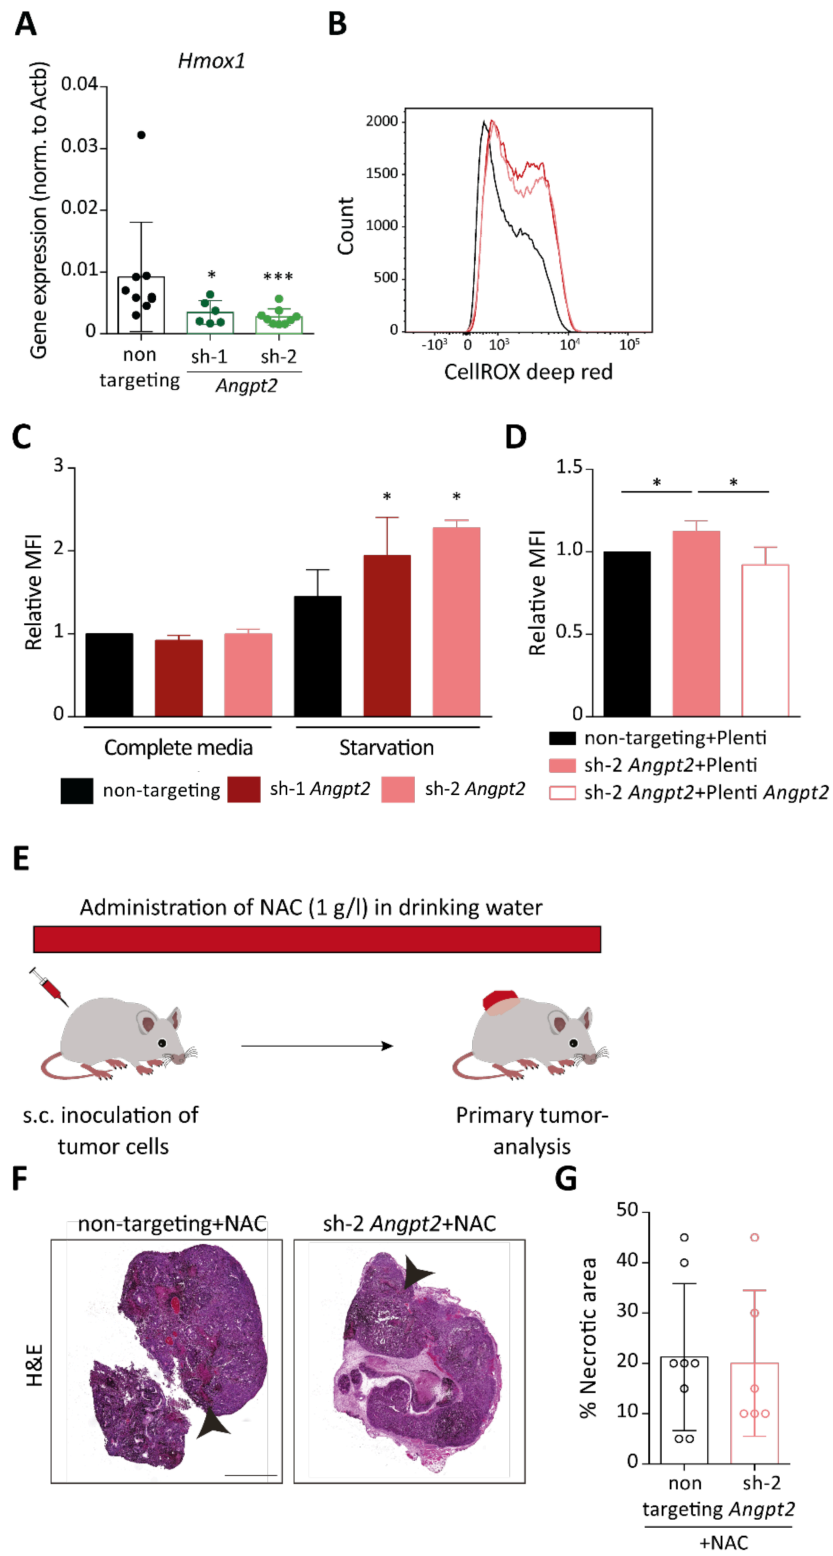 A
Hmox1
Gene expression (norm. to Actb)
0.04
0.03
0.02
0.01
0
*
***
non
targeting
sh-1
sh-2
Angpt2
B
Count
2000
1500
1000
500
0
-10³
0
10³
10⁴
10⁵
CellROX deep red
C
Relative MFI
3
2
1
0
*
*
Complete media
Starvation
non-targeting
sh-1 Angpt2
sh-2 Angpt2
D
Relative MFI
1.5
1.0
0.5
0
*
*
non-targeting+Plenti
sh-2 Angpt2+Plenti
sh-2 Angpt2+Plenti Angpt2
E
Administration of NAC (1 g/l) in drinking water
s.c. inoculation of
tumor cells
Primary tumor-
analysis
F
non-targeting+NAC
sh-2 Angpt2+NAC
H&E
G
% Necrotic area
50
40
30
20
10
0
non
targeting
sh-2
Angpt2
+NAC